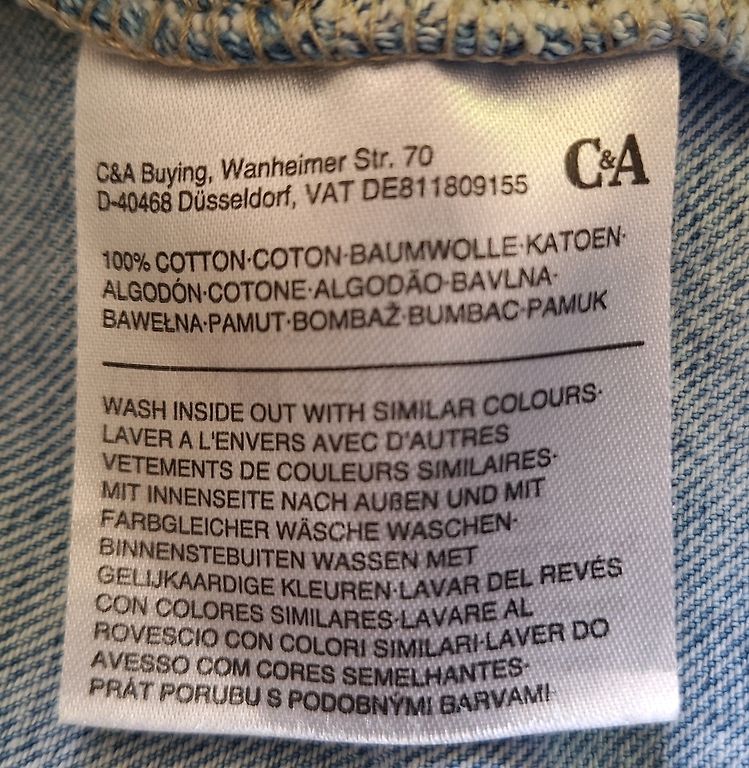 C&A Buying, Wanheimer Str. 70
D-40468 Düsseldorf, VAT DE811809155
C&A
100% COTTON·COTON·BAUMWOLLE·KATOEN·
ALGODÓN·COTONE·ALGODÃO·BAVLNA·
BAWEŁNA·PAMUT·BOMBAŽ·BUMBAC·PAMUK
WASH INSIDE OUT WITH SIMILAR COLOURS·
LAVER A L'ENVERS AVEC D'AUTRES
VETEMENTS DE COULEURS SIMILAIRES·
MIT INNENSEITE NACH AUßEN UND MIT
FARBGLEICHER WÄSCHE WASCHEN·
BINNENSTEBUITEN WASSEN MET
GELIJKAARDIGE KLEUREN·LAVAR DEL REVÉS
CON COLORES SIMILARES·LAVARE AL
ROVESCIO CON COLORI SIMILARI·LAVER DO
AVESSO COM CORES SEMELHANTES·
PRÁT PORUBU S PODOBNÝMI BARVAMI·